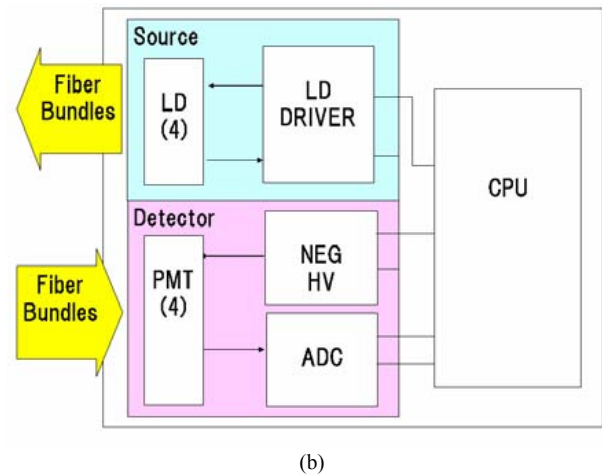 Source
Fiber
Bundles
LD
(4)
LD
DRIVER
CPU
Detector
Fiber
Bundles
PMT
(4)
NEG
HV
ADC
(b)